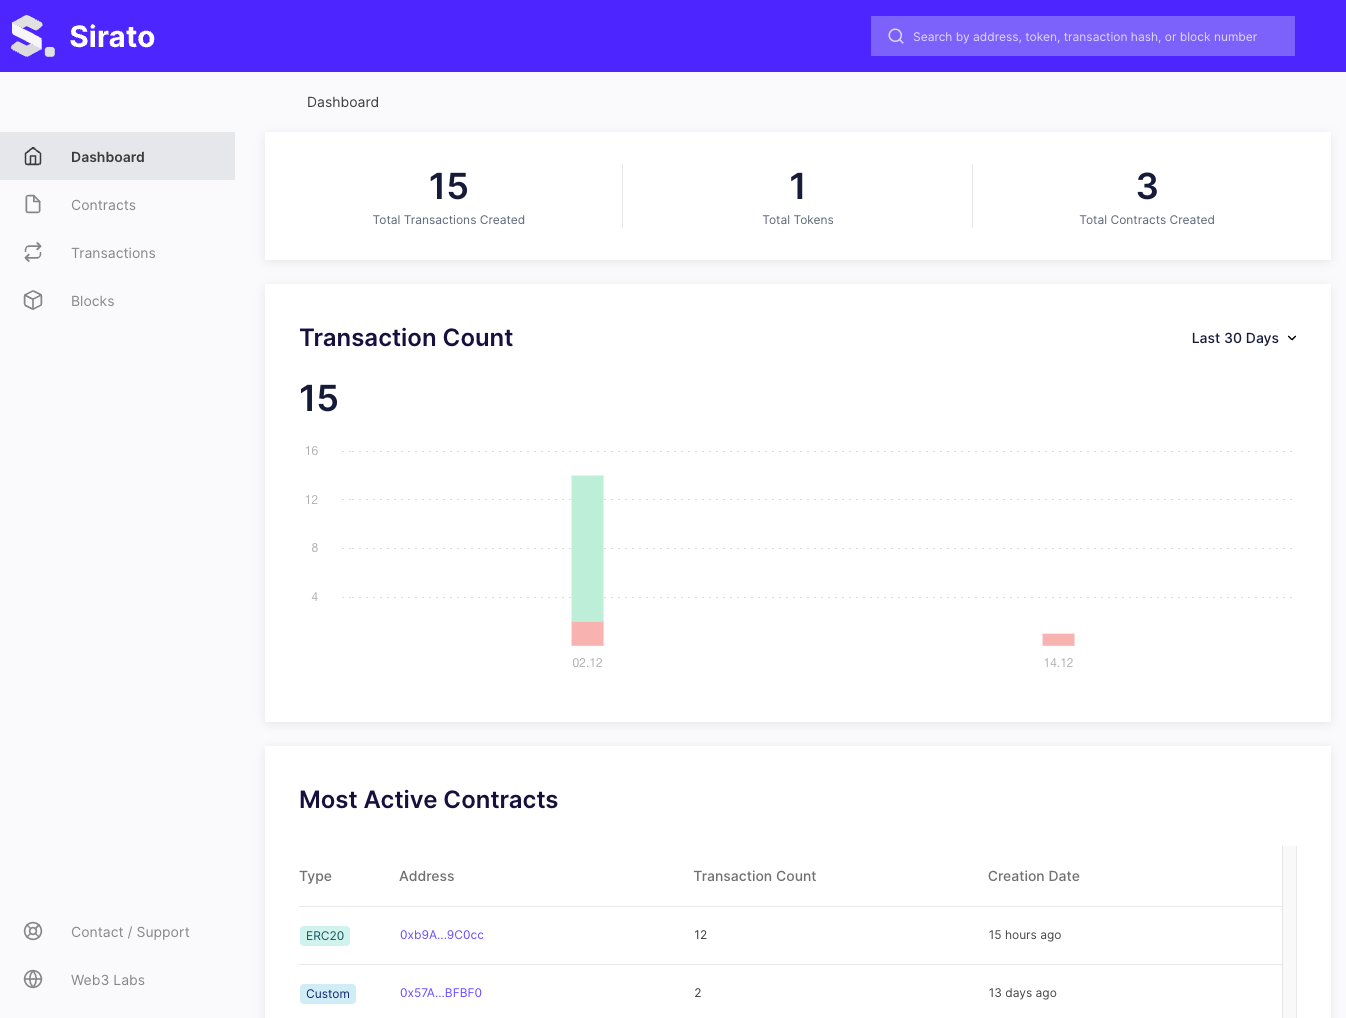 Sirato
Search by address, token, transaction hash, or block number
Dashboard
Dashboard
Contracts
Transactions
Blocks
15
Total Transactions Created
1
Total Tokens
3
Total Contracts Created
Transaction Count
Last 30 Days
15
16
12
8
4
02.12
14.12
Most Active Contracts
Type Address Transaction Count Creation Date
ERC20 0xb9A...9C0cc 12 15 hours ago
Custom 0x57A...BFBF0 2 13 days ago
Contact / Support
Web3 Labs